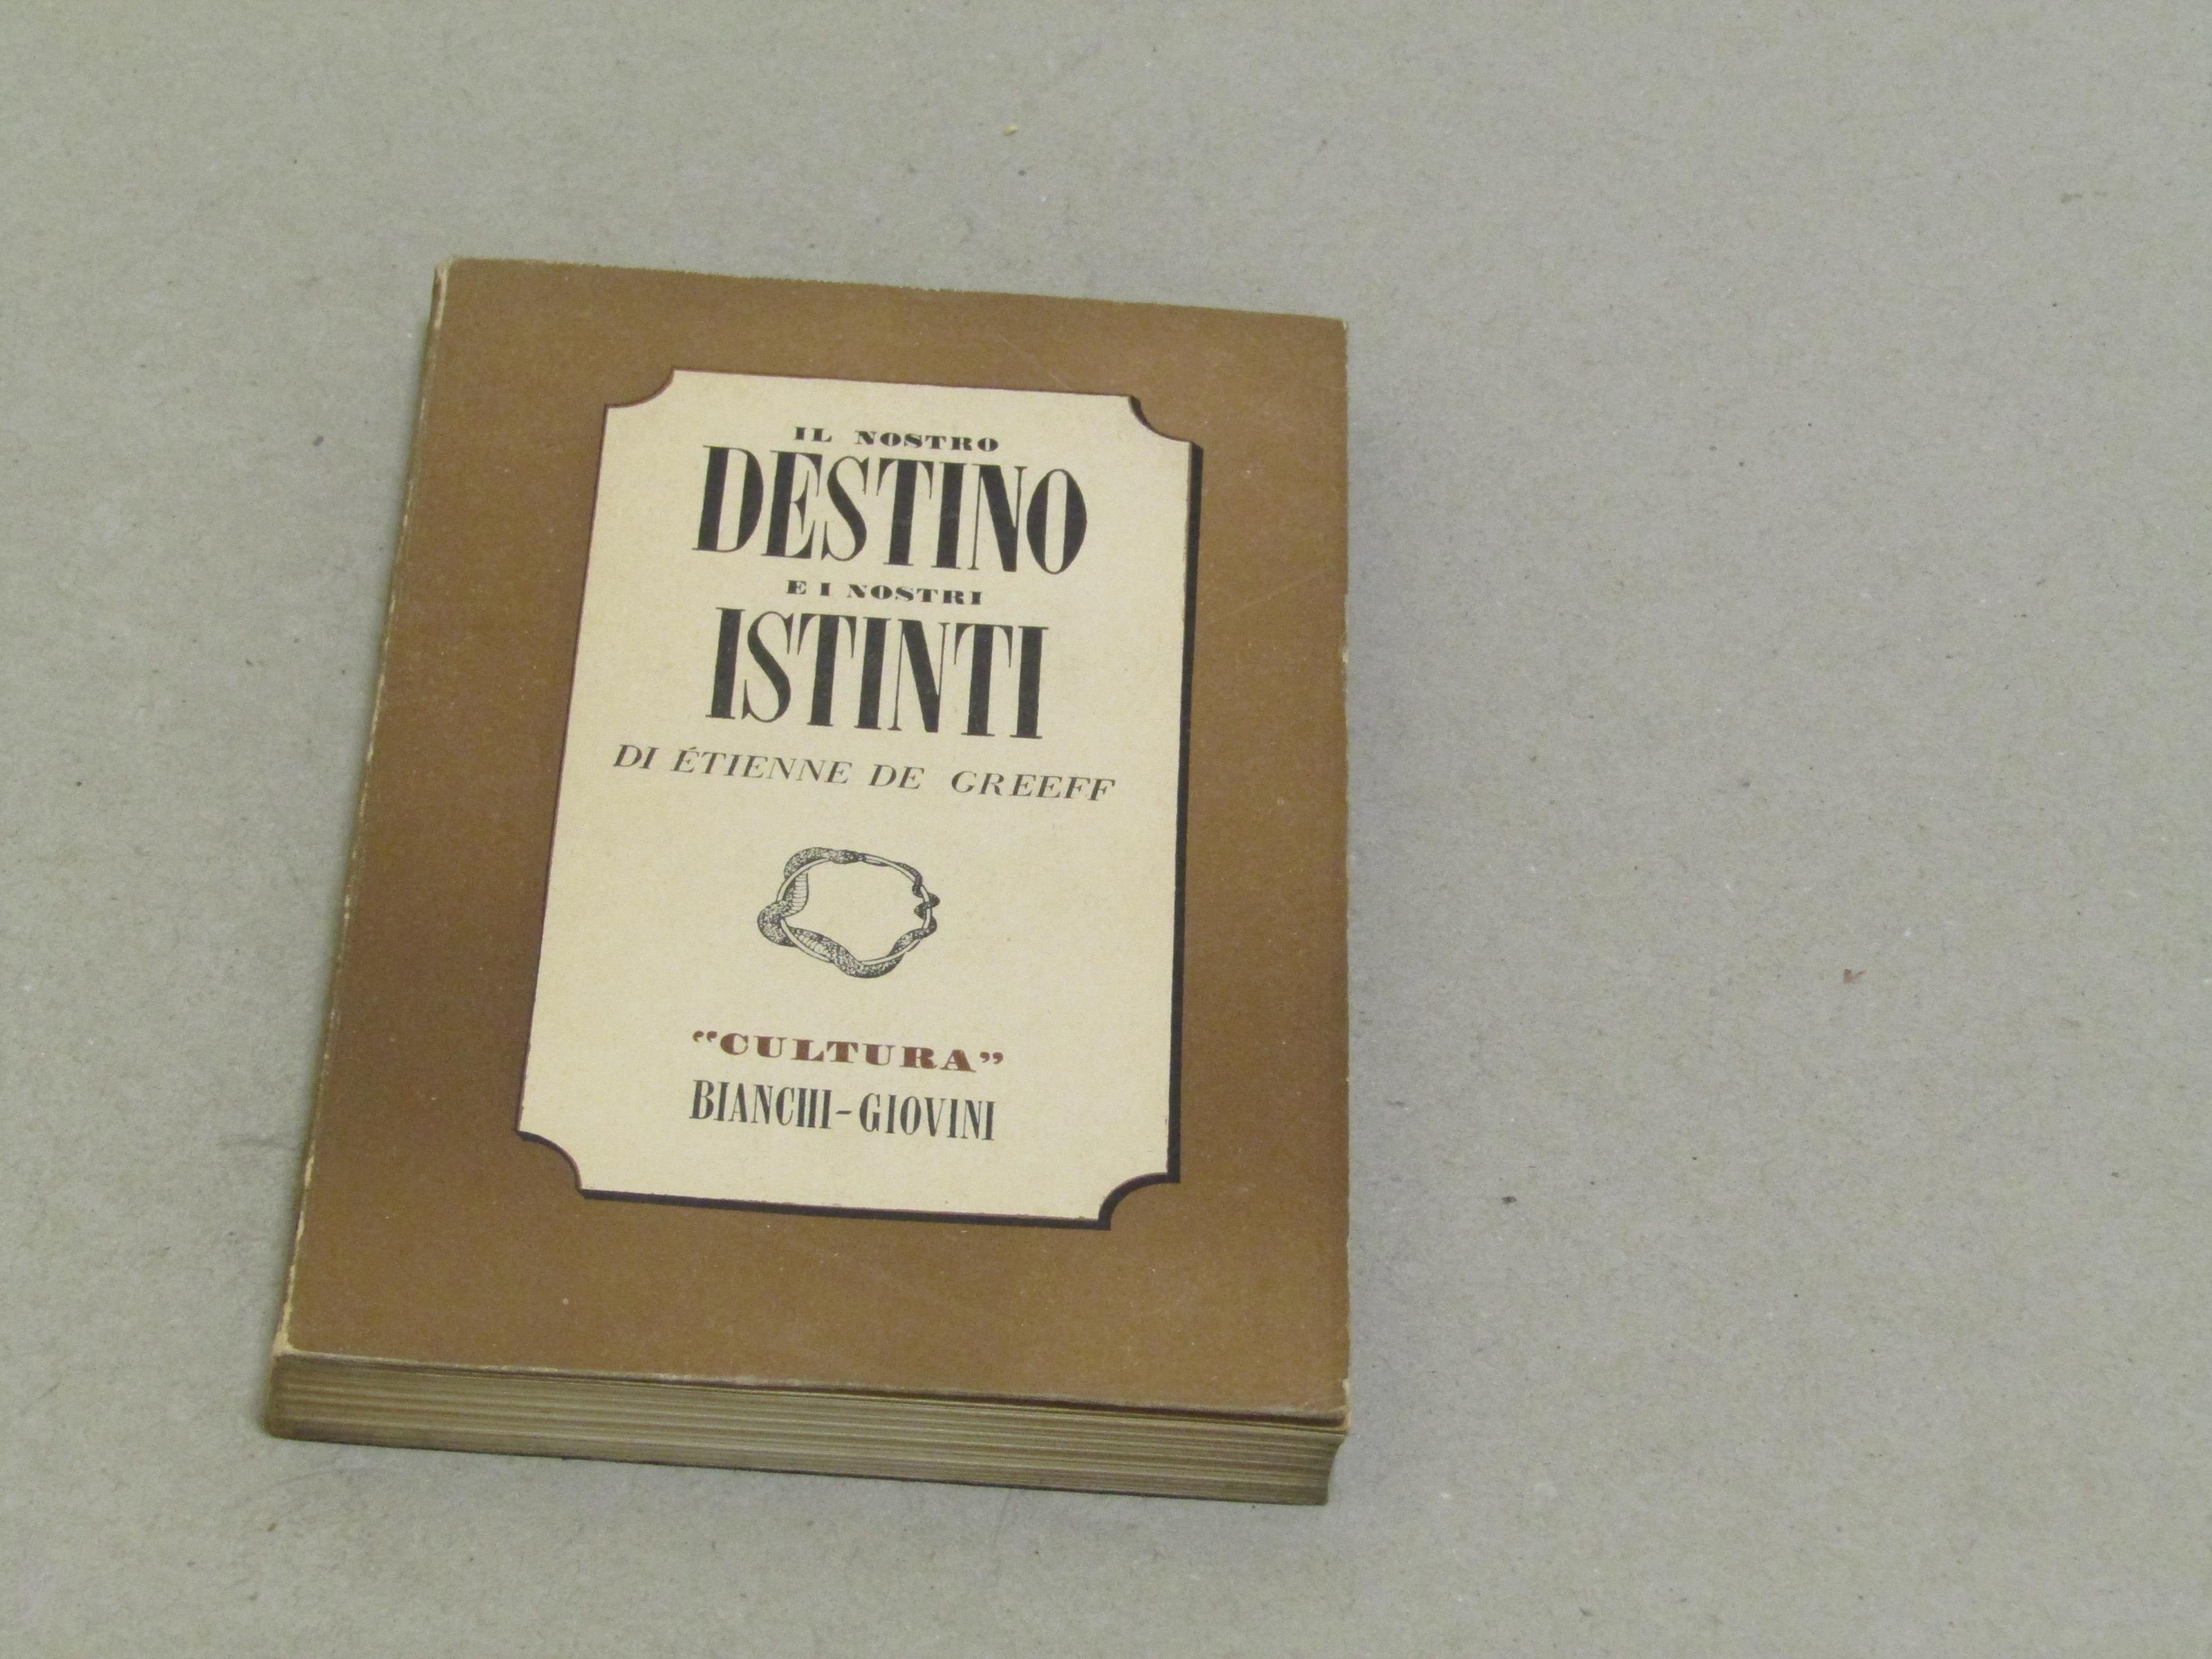 IL NOSTRO
DESTINO
E I NOSTRI
ISTINTI
DI ÉTIENNE DE GREEFF
“CULTURA”
BIANCHI-GIOVINI